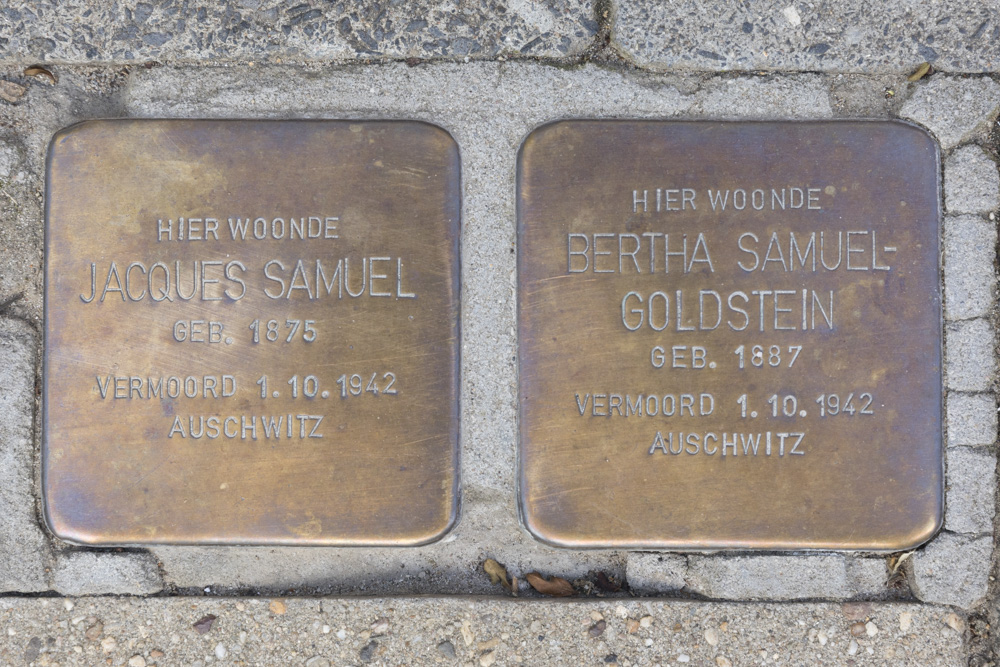 HIER WOONDE
JACQUES SAMUEL
GEB. 1875
VERMOORD 1.10.1942
AUSCHWITZ
HIER WOONDE
BERTHA SAMUEL-
GOLDSTEIN
GEB. 1887
VERMOORD 1.10.1942
AUSCHWITZ